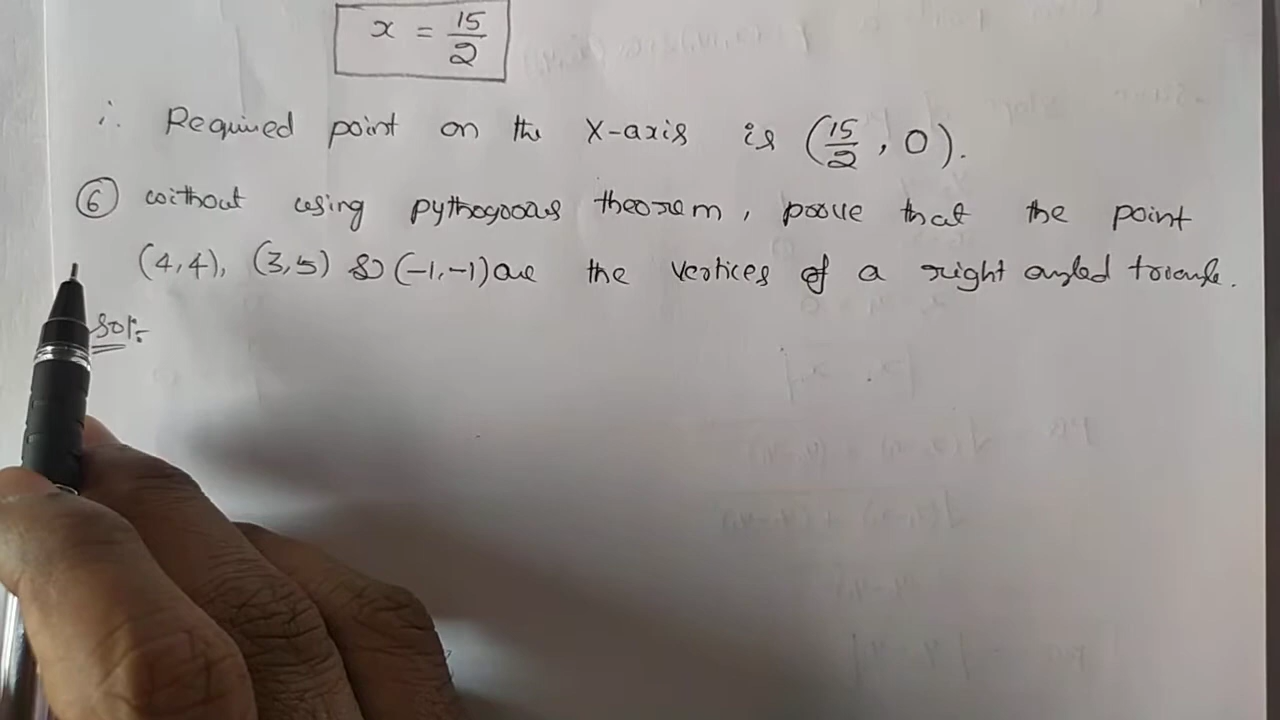 x = 15/2
∴ Required point on the X-axis is (15/2, 0).
⑥ without using pythogoras theorem, prove that the point
(4,4), (3,5) & (-1,-1) are the vertices of a right angled triangle.
Sol:-